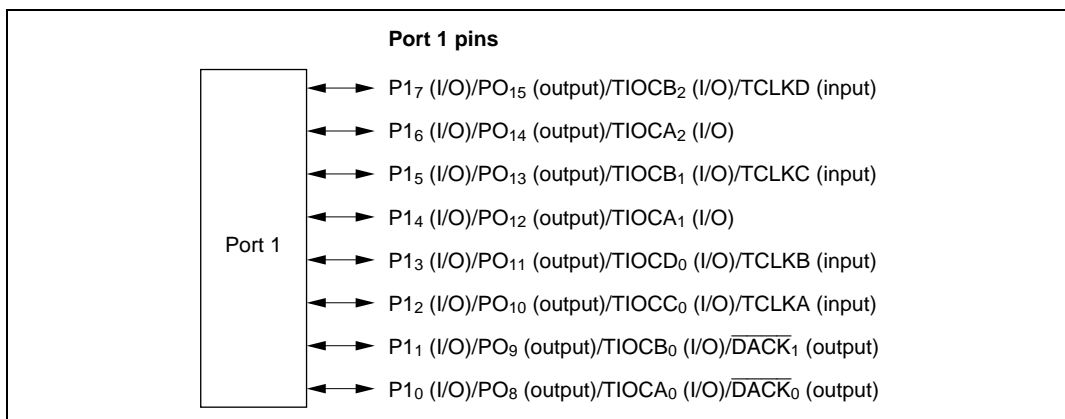 Port 1 pins
P1₇ (I/O)/PO₁₅ (output)/TIOCB₂ (I/O)/TCLKD (input)
P1₆ (I/O)/PO₁₄ (output)/TIOCA₂ (I/O)
P1₅ (I/O)/PO₁₃ (output)/TIOCB₁ (I/O)/TCLKC (input)
P1₄ (I/O)/PO₁₂ (output)/TIOCA₁ (I/O)
Port 1
P1₃ (I/O)/PO₁₁ (output)/TIOCD₀ (I/O)/TCLKB (input)
P1₂ (I/O)/PO₁₀ (output)/TIOCC₀ (I/O)/TCLKA (input)
P1₁ (I/O)/PO₉ (output)/TIOCB₀ (I/O)/D̅A̅C̅K̅₁ (output)
P1₀ (I/O)/PO₈ (output)/TIOCA₀ (I/O)/D̅A̅C̅K̅₀ (output)